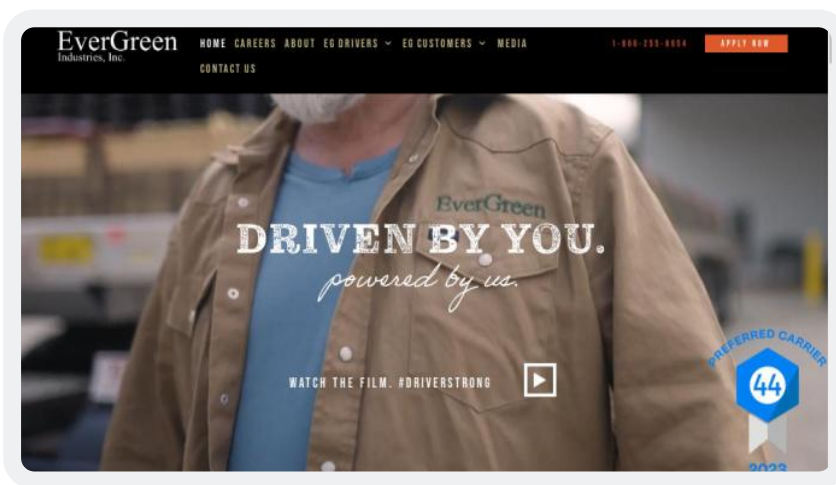 EverGreen
Industries, Inc.
HOME CAREERS ABOUT EG DRIVERS EG CUSTOMERS MEDIA
CONTACT US
APPLY NOW
EverGreen
DRIVEN BY YOU.
powered by us.
WATCH THE FILM. #DRIVERSTRONG
PREFERRED CARRIER
44
2023